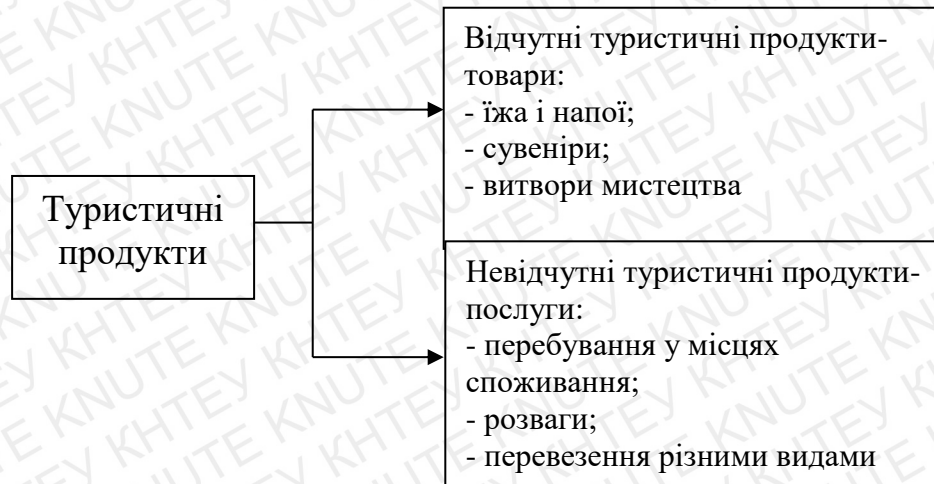 Туристичні
продукти
Відчутні туристичні продукти-
товари:
- їжа і напої;
- сувеніри;
- витвори мистецтва
Невідчутні туристичні продукти-
послуги:
- перебування у місцях
споживання;
- розваги;
- перевезення різними видами